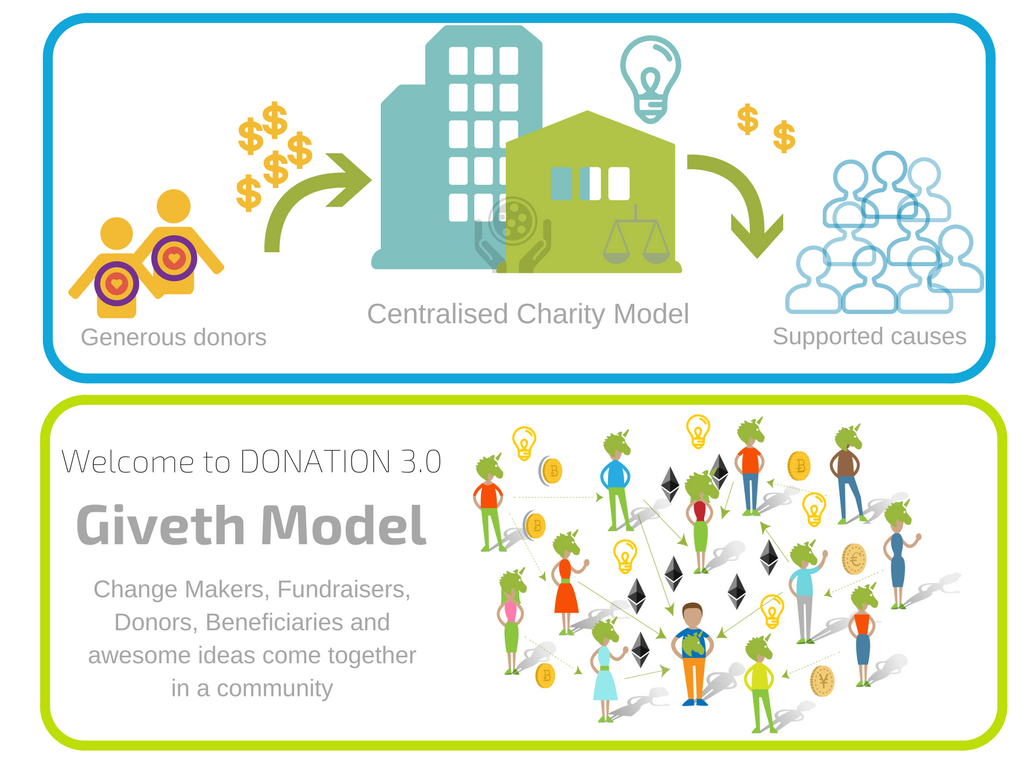 $ $ $ $ $
$ $
Generous donors
Centralised Charity Model
Supported causes
Welcome to DONATION 3.0
Giveth Model
Change Makers, Fundraisers,
Donors, Beneficiaries and
awesome ideas come together
in a community